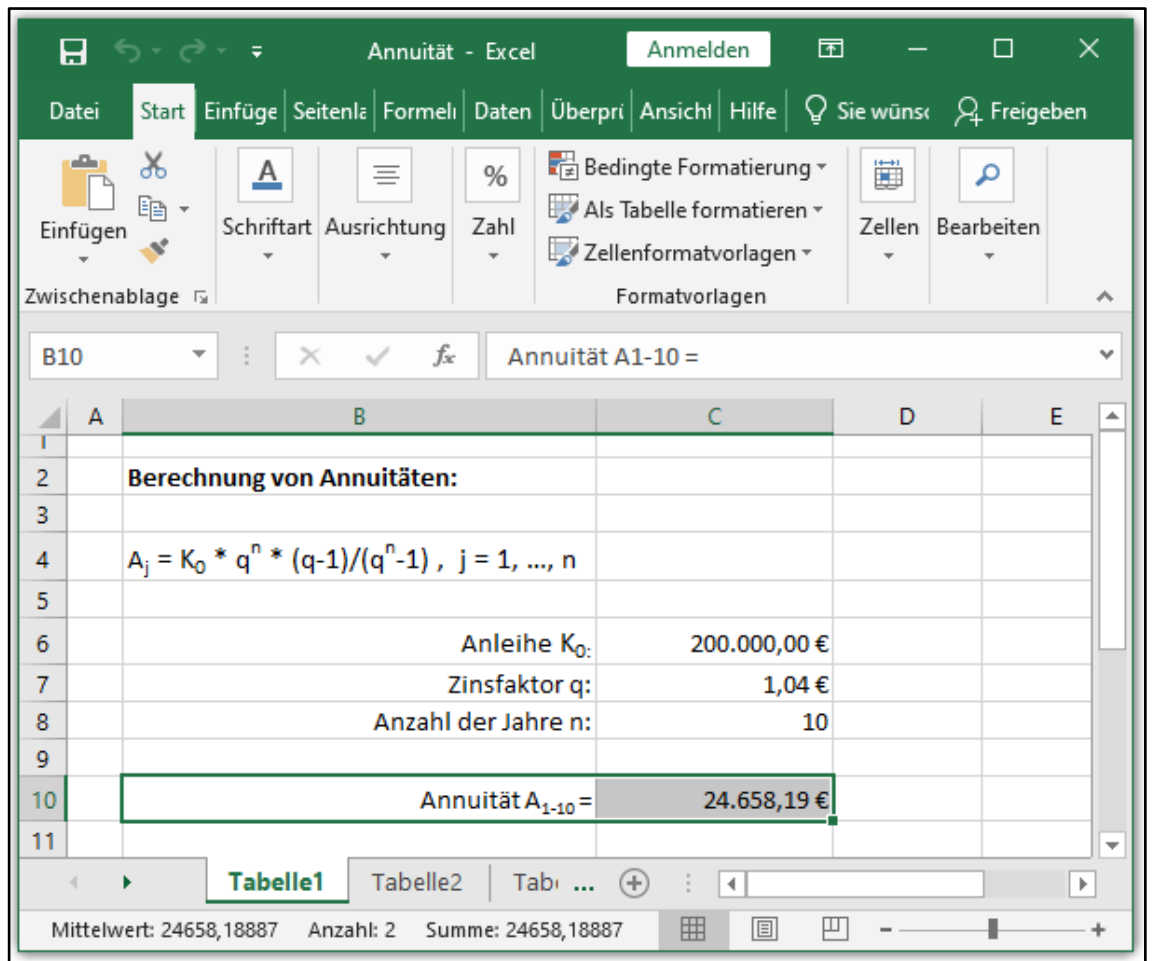 Annuität - Excel Anmelden
Datei Start Einfüge Seitenla Formeln Daten Überprü Ansicht Hilfe Sie wünsc Freigeben
Einfügen Schriftart Ausrichtung Zahl Bedingte Formatierung Als Tabelle formatieren Zellenformatvorlagen Zellen Bearbeiten
Zwischenablage Formatvorlagen
B10 fx Annuität A1-10 =
A B C D E
1
2 Berechnung von Annuitäten:
3
4 Aj = K0 * q^n * (q-1)/(q^n-1) , j = 1, ..., n
5
6 Anleihe K0: 200.000,00 €
7 Zinsfaktor q: 1,04 €
8 Anzahl der Jahre n: 10
9
10 Annuität A1-10 = 24.658,19 €
11
Tabelle1 Tabelle2 Tab ...
Mittelwert: 24658,18887 Anzahl: 2 Summe: 24658,18887